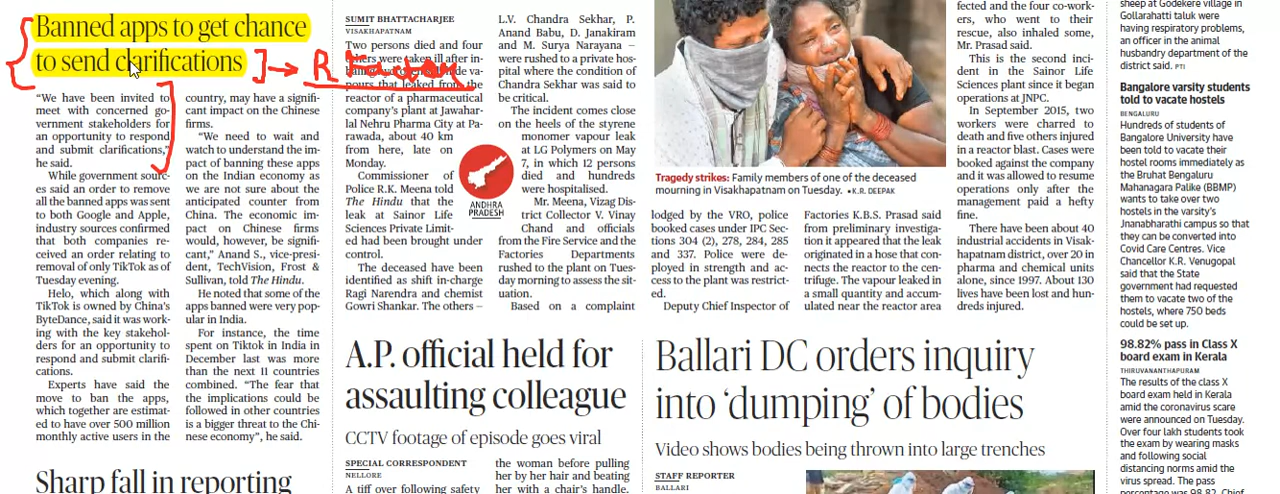 Banned apps to get chance
to send clarifications
R Factor
“We have been invited to
meet with concerned go-
vernment stakeholders for
an opportunity to respond
and submit clarifications,”
he said.
While government sourc-
es said an order to remove
all the banned apps was sent
to both Google and Apple,
industry sources confirmed
that both companies re-
ceived an order relating to
removal of only TikTok as of
Tuesday evening.
Helo, which along with
TikTok is owned by China’s
ByteDance, said it was work-
ing with the key stakehol-
ders for an opportunity to
respond and submit clarifi-
cations.
Experts have said the
move to ban the apps,
which together are estimat-
ed to have over 500 million
monthly active users in the
country, may have a signifi-
cant impact on the Chinese
firms.
“We need to wait and
watch to understand the im-
pact of banning these apps
on the Indian economy as
we are not sure about the
anticipated counter from
China. The economic im-
pact on Chinese firms
would, however, be signifi-
cant,” Anand S., vice-presi-
dent, TechVision, Frost &
Sullivan, told The Hindu.
He noted that some of the
apps banned were very pop-
ular in India.
For instance, the time
spent on Tiktok in India in
December last was more
than the next 11 countries
combined. “The fear that
the implications could be
followed in other countries
is a bigger threat to the Chi-
nese economy”, he said.
Sharp fall in reporting
SUMIT BHATTACHARJEE
VISAKHAPATNAM
Two persons died and four
others were taken ill after in-
va-
pours that leaked from the
reactor of a pharmaceutical
company’s plant at Jawahar-
lal Nehru Pharma City at Pa-
rawada, about 40 km
from here, late on
Monday.
Commissioner of
Police R.K. Meena told
The Hindu that the
leak at Sainor Life
Sciences Private Limit-
ed had been brought under
control.
The deceased have been
identified as shift in-charge
Ragi Narendra and chemist
Gowri Shankar. The others –
L.V. Chandra Sekhar, P.
Anand Babu, D. Janakiram
and M. Surya Narayana –
were rushed to a private hos-
pital where the condition of
Chandra Sekhar was said to
be critical.
The incident comes close
on the heels of the styrene
monomer vapour leak
at LG Polymers on May
7, in which 12 persons
died and hundreds
were hospitalised.
Mr. Meena, Vizag Dis-
trict Collector V. Vinay
Chand and officials
from the Fire Service and the
Factories Departments
rushed to the plant on Tues-
day morning to assess the sit-
uation.
Based on a complaint
ANDHRA
PRADESH
Tragedy strikes: Family members of one of the deceased
mourning in Visakhapatnam on Tuesday. •K.R. DEEPAK
lodged by the VRO, police
booked cases under IPC Sec-
tions 304 (2), 278, 284, 285
and 337. Police were de-
ployed in strength and ac-
cess to the plant was restrict-
ed.
Deputy Chief Inspector of
Factories K.B.S. Prasad said
from preliminary investiga-
tion it appeared that the leak
originated in a hose that con-
nects the reactor to the cen-
trifuge. The vapour leaked in
a small quantity and accum-
ulated near the reactor area
fected and the four co-work-
ers, who went to their
rescue, also inhaled some,
Mr. Prasad said.
This is the second inci-
dent in the Sainor Life
Sciences plant since it began
operations at JNPC.
In September 2015, two
workers were charred to
death and five others injured
in a reactor blast. Cases were
booked against the company
and it was allowed to resume
operations only after the
management paid a hefty
fine.
There have been about 40
industrial accidents in Visak-
hapatnam district, over 20 in
pharma and chemical units
alone, since 1997. About 130
lives have been lost and hun-
dreds injured.
A.P. official held for
assaulting colleague
CCTV footage of episode goes viral
SPECIAL CORRESPONDENT
NELLORE
A tiff over following safety
the woman before pulling
her by her hair and beating
her with a chair’s handle.
Ballari DC orders inquiry
into ‘dumping’ of bodies
Video shows bodies being thrown into large trenches
STAFF REPORTER
BALLARI
sheep at Godekere village in
Gollarahatti taluk were
having respiratory problems,
an officer in the animal
husbandry department of the
district said. PTI
Bangalore varsity students
told to vacate hostels
BENGALURU
Hundreds of students of
Bangalore University have
been told to vacate their
hostel rooms immediately as
the Bruhat Bengaluru
Mahanagara Palike (BBMP)
wants to take over two
hostels in the varsity’s
Jnanabharathi campus so that
they can be converted into
Covid Care Centres. Vice
Chancellor K.R. Venugopal
said that the State
government had requested
them to vacate two of the
hostels, where 750 beds
could be set up.
98.82% pass in Class X
board exam in Kerala
THIRUVANANTHAPURAM
The results of the class X
board exam held in Kerala
amid the coronavirus scare
were announced on Tuesday.
Over four lakh students took
the exam by wearing masks
and following social
distancing norms amid the
virus spread. The pass
percentage was 98.82. Chief